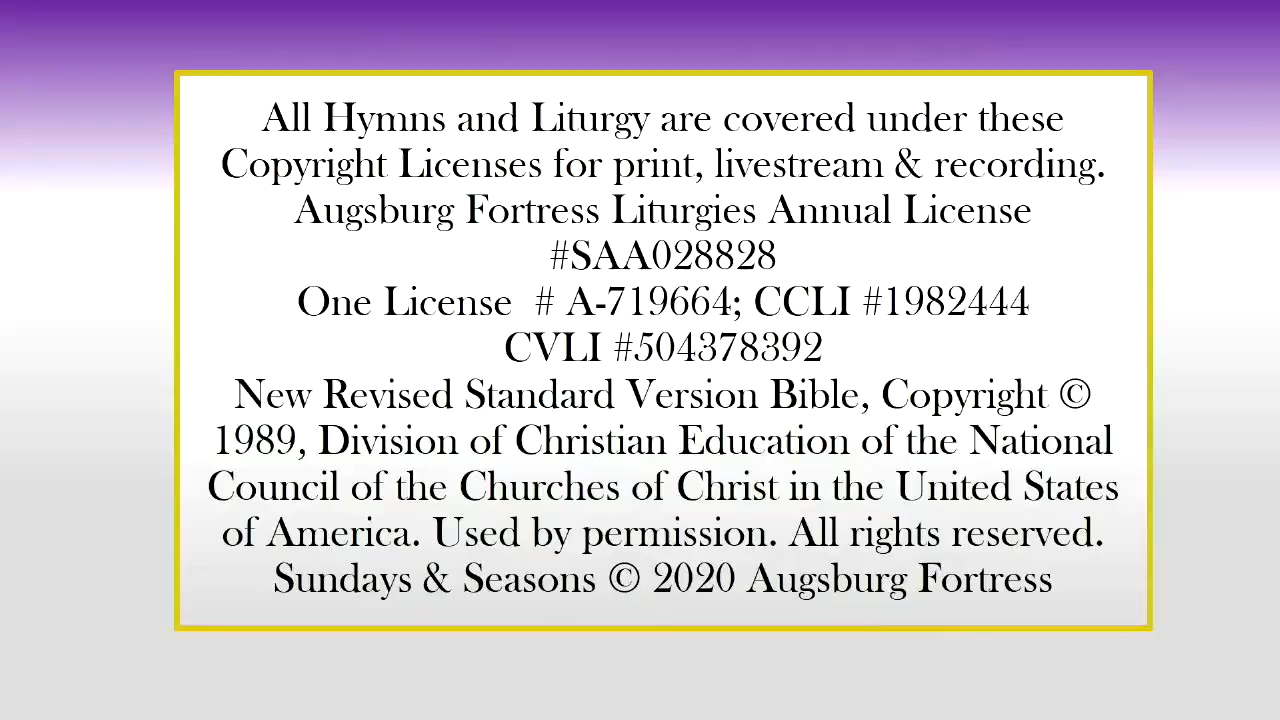 All Hymns and Liturgy are covered under these
Copyright Licenses for print, livestream & recording.
Augsburg Fortress Liturgies Annual License
#SAA028828
One License  # A-719664; CCLI #1982444
CVLI #504378392
New Revised Standard Version Bible, Copyright ©
1989, Division of Christian Education of the National
Council of the Churches of Christ in the United States
of America. Used by permission. All rights reserved.
Sundays & Seasons © 2020 Augsburg Fortress